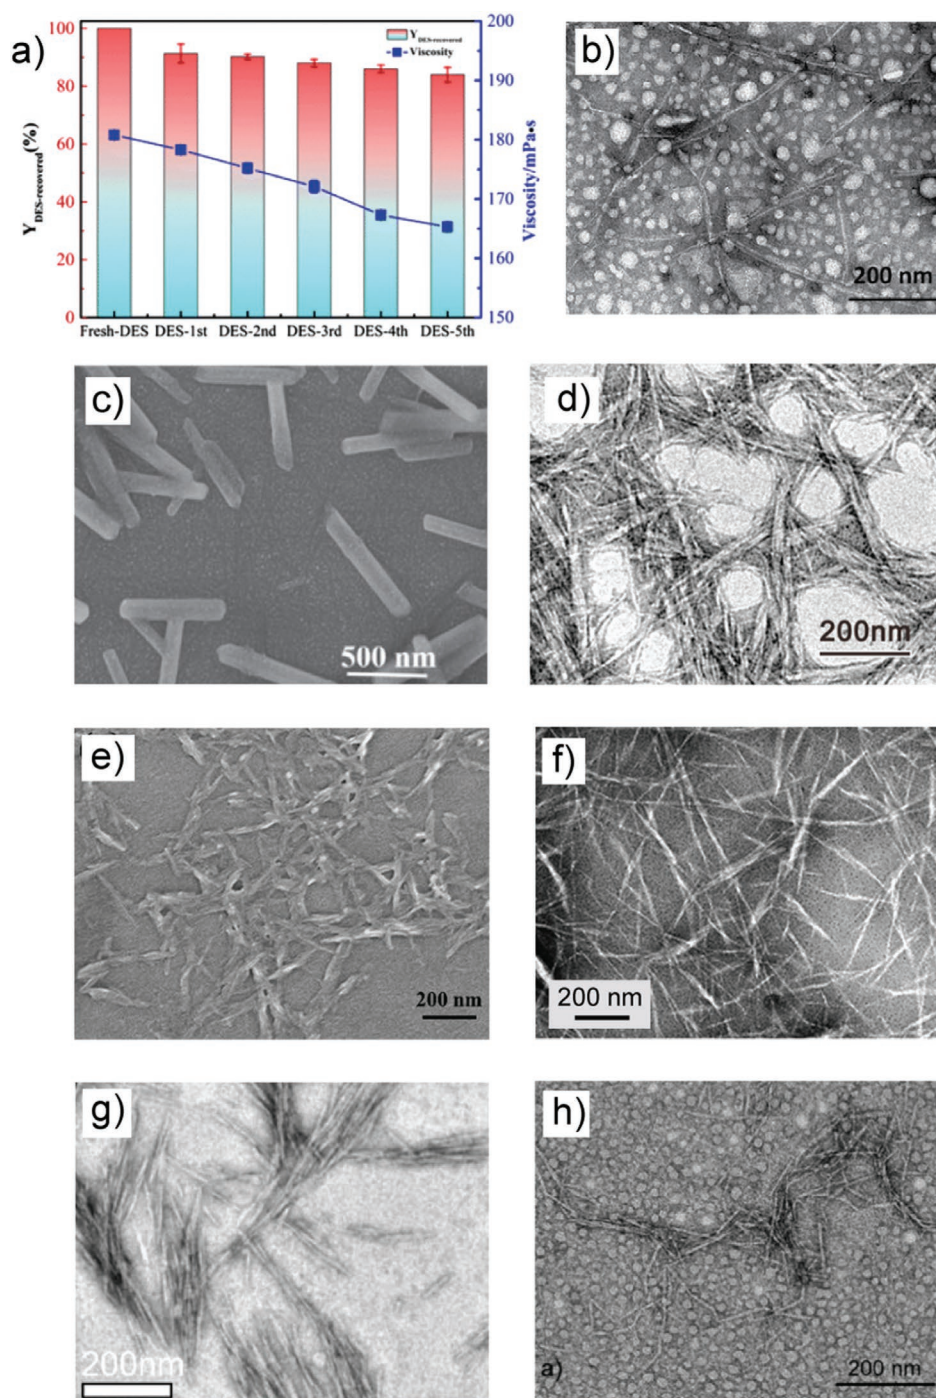 a)
Y_DES-recovered(%)
100
80
60
40
20
0
Y_DES-recovered
Viscosity
200
190
180
170
160
150
Viscosity/mPa•s
Fresh-DES DES-1st DES-2nd DES-3rd DES-4th DES-5th
b)
200 nm
c)
500 nm
d)
200nm
e)
200 nm
f)
200 nm
g)
200nm
h)
a)
200 nm